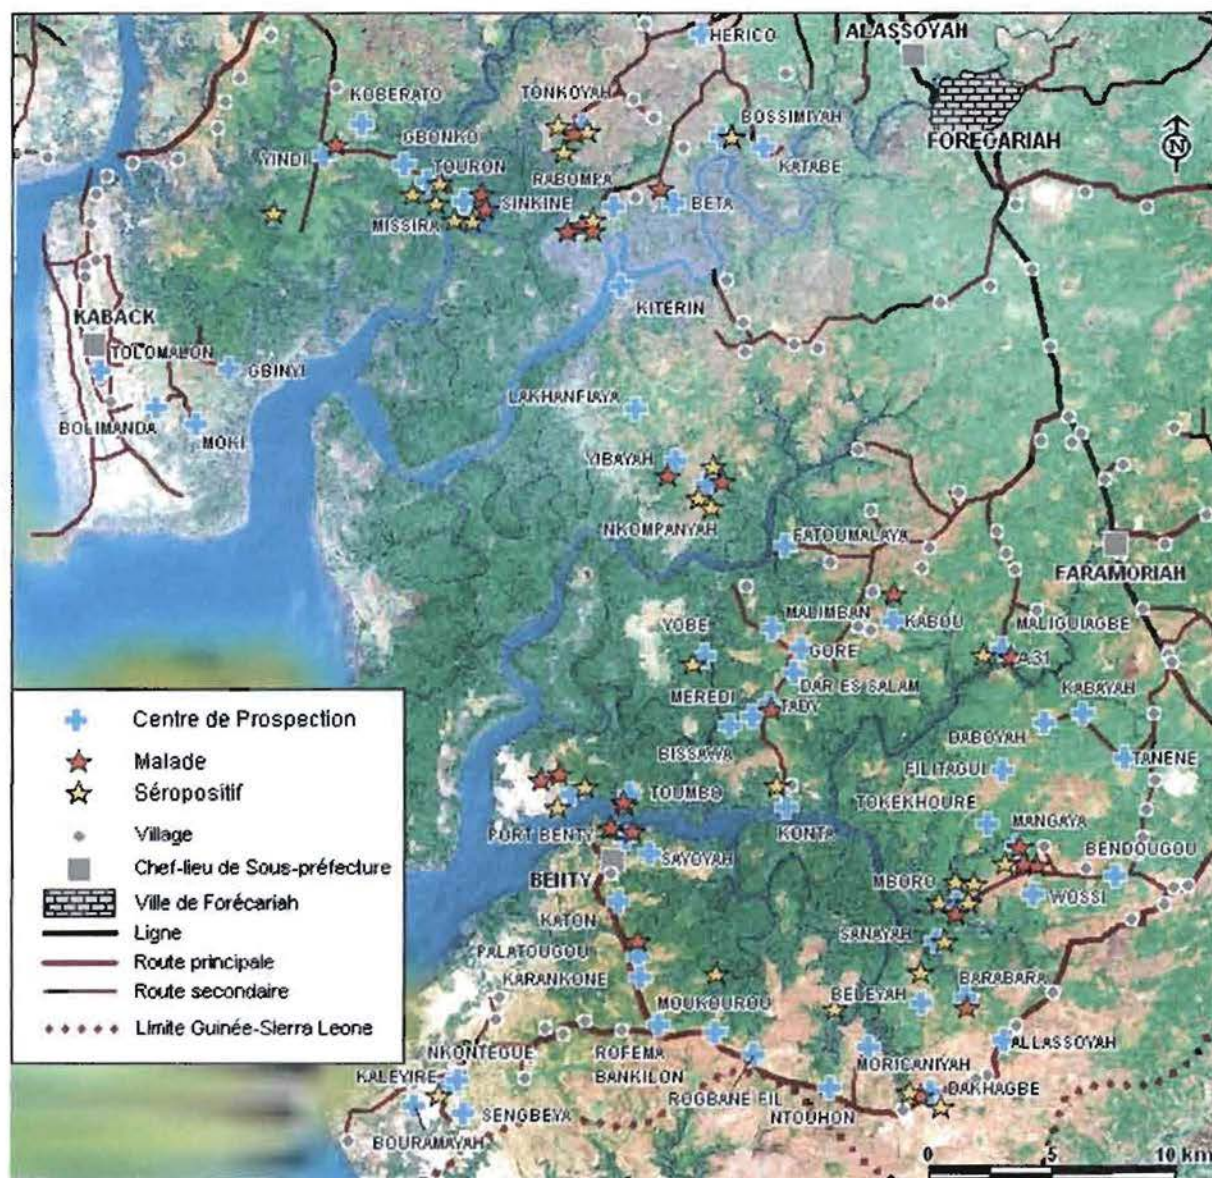 HERICO
ALASSOYAH
KOBERATO
TONKOYAH
GBONKO
BOSSIMIYAH
FORECARIAH
N
YINDI
TOURON
KATABE
RABOMPA
SINKINE
BETA
MISSIRA
KITERIN
KABACK
TOLOMALON
GBINYI
LAKHANFIAYA
BOLIMANDA
MOKI
YIBAYAH
NKOMPANYAH
FATOUMALAYA
FARAMORIAH
MALIMBAN
KABOU
MALIGUIAGBE
YOBE
GORE
A31
DAR ES SALAM
KABAYAH
MEREDI
TADY
DABOYAH
BISSAYYA
FILITAGUI
TANENE
Centre de Prospection
Malade
Séropositif
Village
Chef-lieu de Sous-préfecture
Ville de Forécariah
Ligne
Route principale
Route secondaire
Limite Guinée-Sierra Leone
TOUMBO
TOKEKHOURE
PORT BENTY
KONTA
MANGAYA
SAYOYAH
BENDOUGOU
BENTY
MBORO
WOSSI
KATON
SANAYAH
PALATOUGOU
KARANKONE
BARABARA
BELEYAH
MOUKOUROU
ALLASSOYAH
NKONTEGUE
ROFEMA
MORICANIYAH
KALEYIRE
BANKILON
DAKHAGBE
ROGBANE FIL
SENGBEYA
NTOUHON
BOURAMAYAH
0 5 10 km